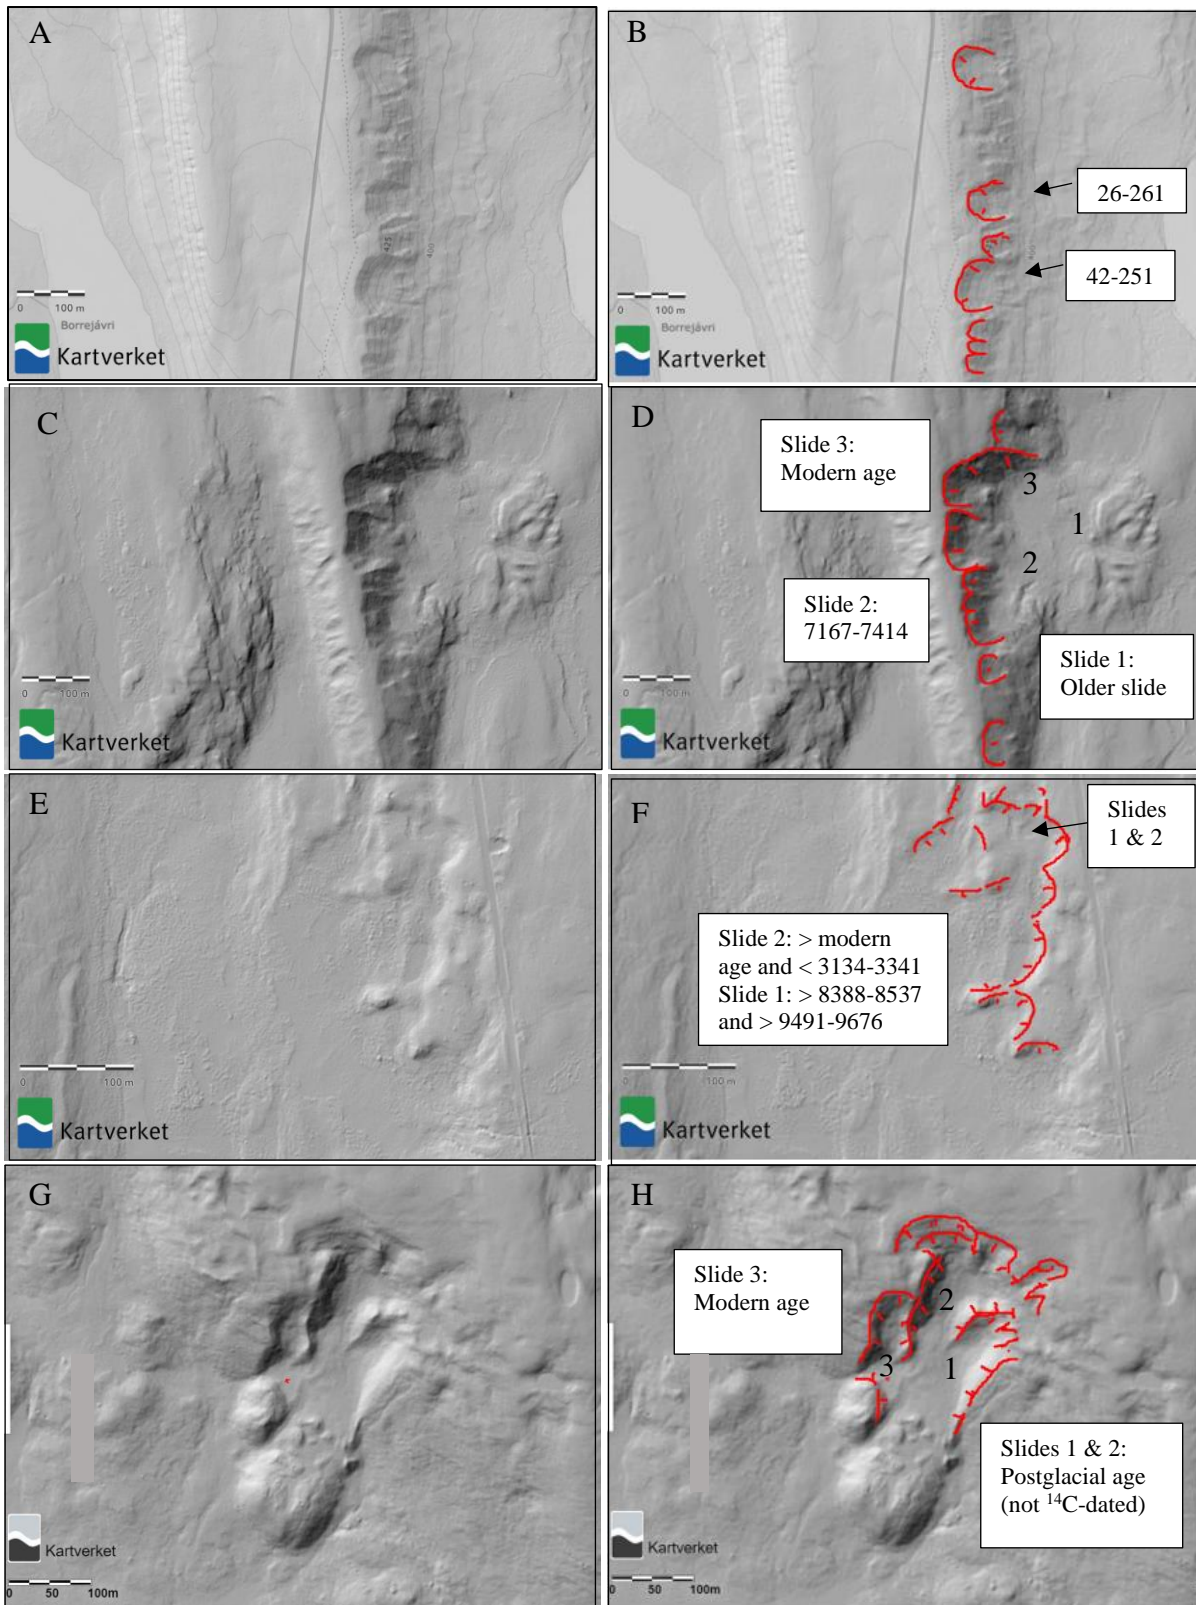 A
425
400
0 100 m
Borrejávri
Kartverket
B
26-261
42-251
400
0 100 m
Borrejávri
Kartverket
C
0 100 m
Kartverket
D
Slide 3:
Modern age
3
1
2
Slide 2:
7167-7414
Slide 1:
Older slide
0 100 m
Kartverket
E
0 100 m
Kartverket
F
Slides
1 & 2
Slide 2: > modern
age and < 3134-3341
Slide 1: > 8388-8537
and > 9491-9676
0 100 m
Kartverket
G
Kartverket
0 50 100m
H
Slide 3:
Modern age
2
3
1
Slides 1 & 2:
Postglacial age
(not ¹⁴C-dated)
Kartverket
0 50 100m